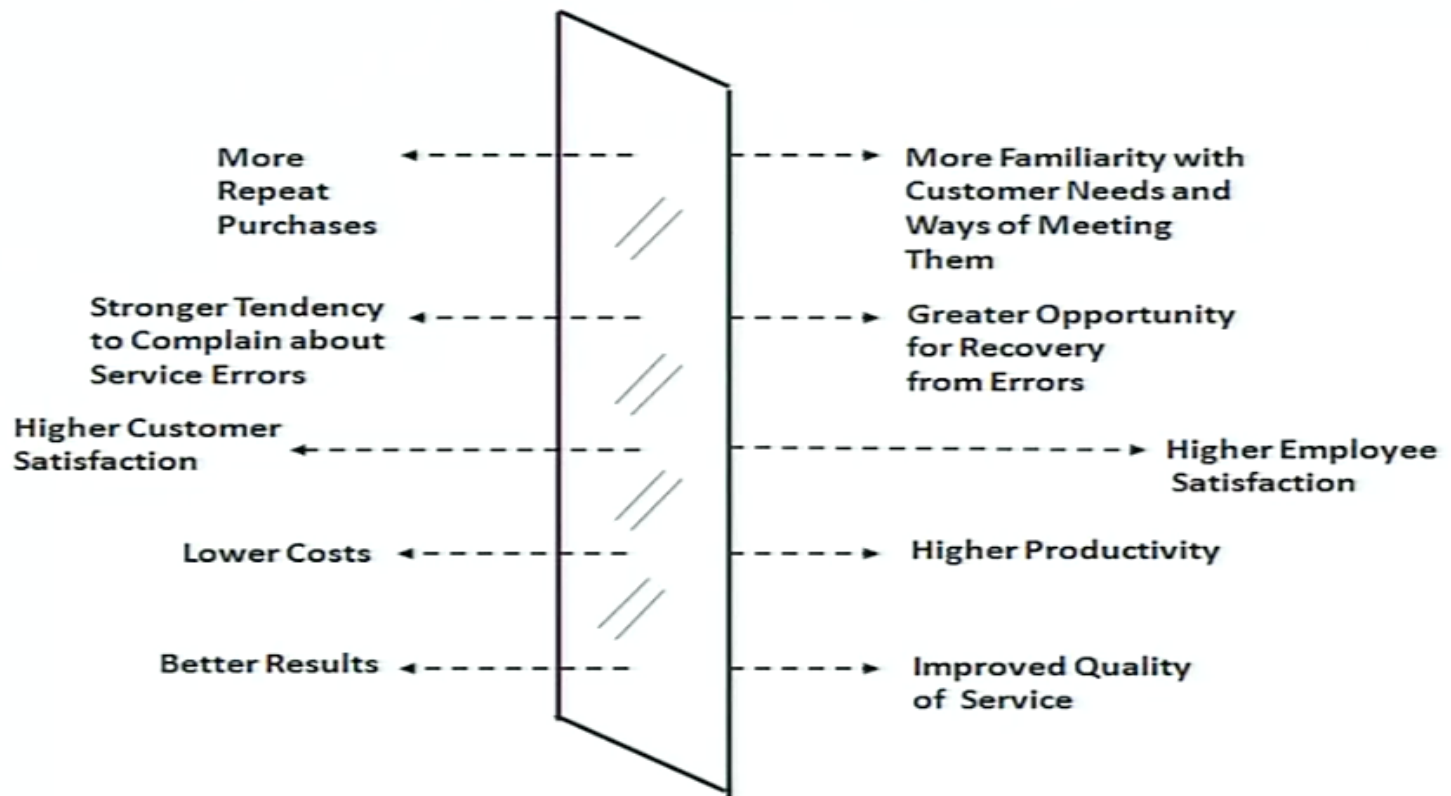 More
Repeat
Purchases
More Familiarity with
Customer Needs and
Ways of Meeting
Them
Stronger Tendency
to Complain about
Service Errors
Greater Opportunity
for Recovery
from Errors
Higher Customer
Satisfaction
Higher Employee
Satisfaction
Lower Costs
Higher Productivity
Better Results
Improved Quality
of Service